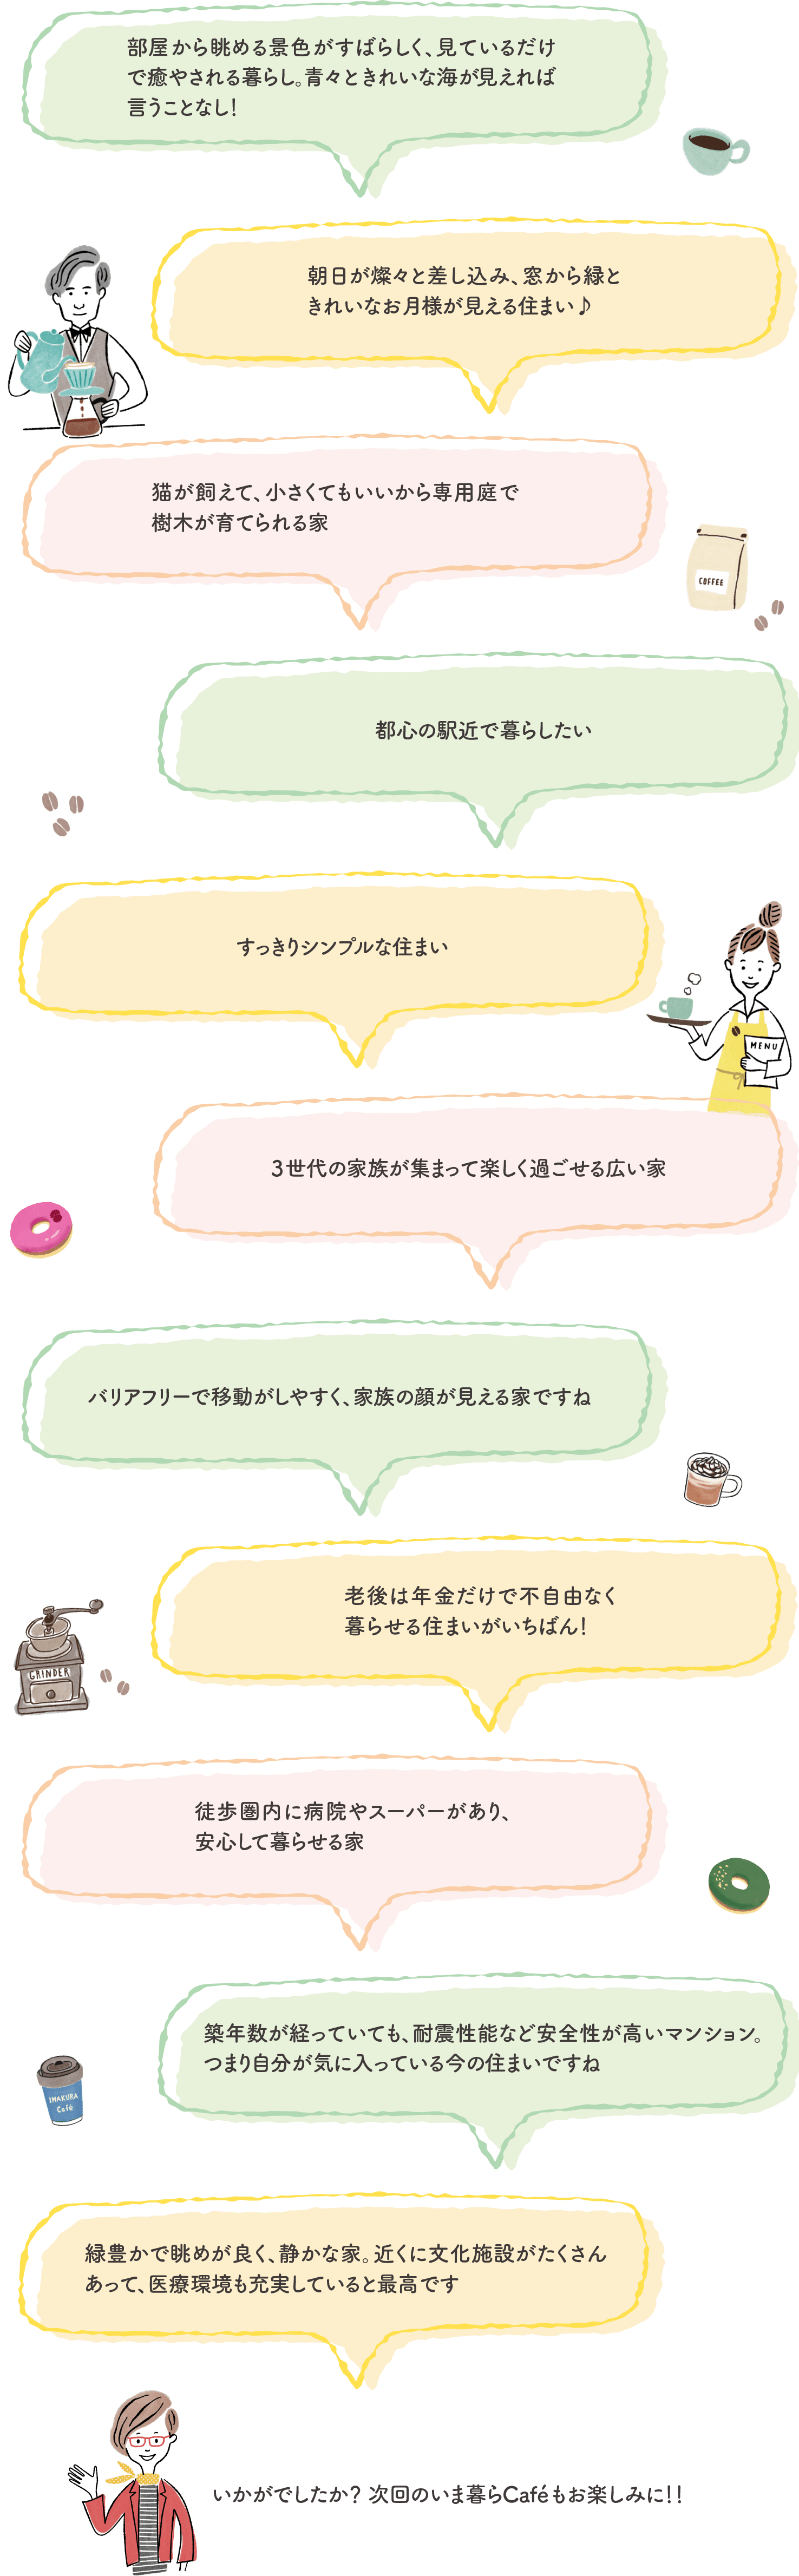 部屋から眺める景色がすばらしく、見ているだけ
で癒やされる暮らし。青々ときれいな海が見えれば
言うことなし！
朝日が燦々と差し込み、窓から緑と
きれいなお月様が見える住まい♪
猫が飼えて、小さくてもいいから専用庭で
樹木が育てられる家
COFFEE
都心の駅近で暮らしたい
すっきりシンプルな住まい
MENU
3世代の家族が集まって楽しく過ごせる広い家
バリアフリーで移動がしやすく、家族の顔が見える家ですね
老後は年金だけで不自由なく
暮らせる住まいがいちばん！
GRINDER
徒歩圏内に病院やスーパーがあり、
安心して暮らせる家
築年数が経っていても、耐震性能など安全性が高いマンション。
つまり自分が気に入っている今の住まいですね
IMAKURA
Café
緑豊かで眺めが良く、静かな家。近くに文化施設がたくさん
あって、医療環境も充実していると最高です
いかがでしたか？ 次回のいま暮らCaféもお楽しみに！！